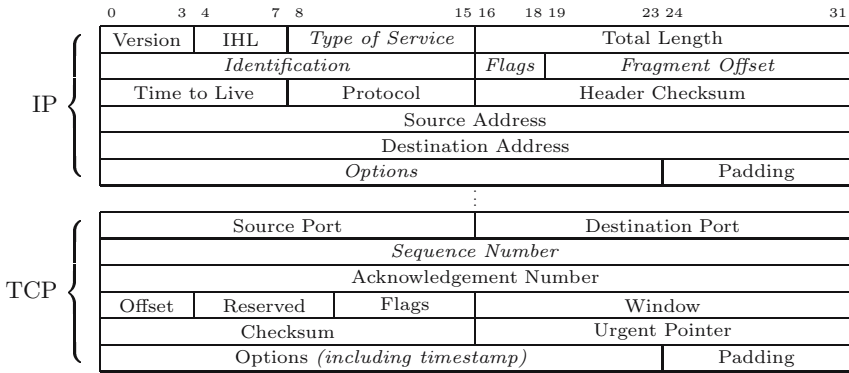 0 3 4 7 8 15 16 18 19 23 24 31
Version IHL Type of Service Total Length
Identification Flags Fragment Offset
Time to Live Protocol Header Checksum
IP
Source Address
Destination Address
Options Padding
⋮
Source Port Destination Port
Sequence Number
Acknowledgement Number
TCP
Offset Reserved Flags Window
Checksum Urgent Pointer
Options (including timestamp) Padding